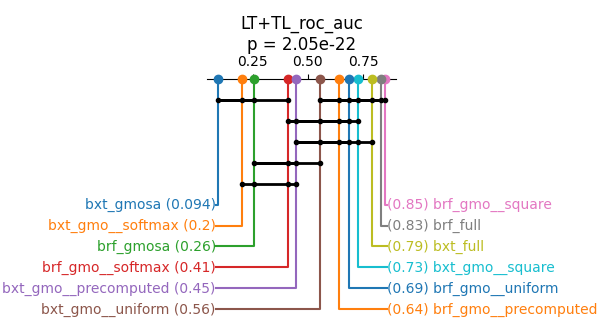 LT+TL_roc_auc
p = 2.05e-22
0.25 0.50 0.75
bxt_gmosa (0.094)
bxt_gmo__softmax (0.2)
brf_gmosa (0.26)
brf_gmo__softmax (0.41)
bxt_gmo__precomputed (0.45)
bxt_gmo__uniform (0.56)
(0.85) brf_gmo__square
(0.83) brf_full
(0.79) bxt_full
(0.73) bxt_gmo__square
(0.69) brf_gmo__uniform
(0.64) brf_gmo__precomputed